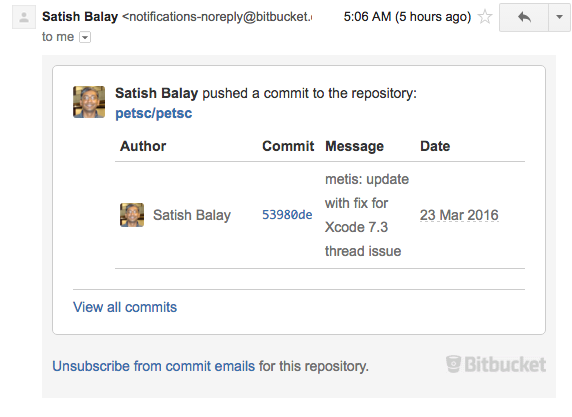 Satish Balay <notifications-noreply@bitbucket. 5:06 AM (5 hours ago)
to me
Satish Balay pushed a commit to the repository:
petsc/petsc
Author Commit Message Date
Satish Balay 53980de metis: update
with fix for
Xcode 7.3
thread issue
23 Mar 2016
View all commits
Unsubscribe from commit emails for this repository.
Bitbucket